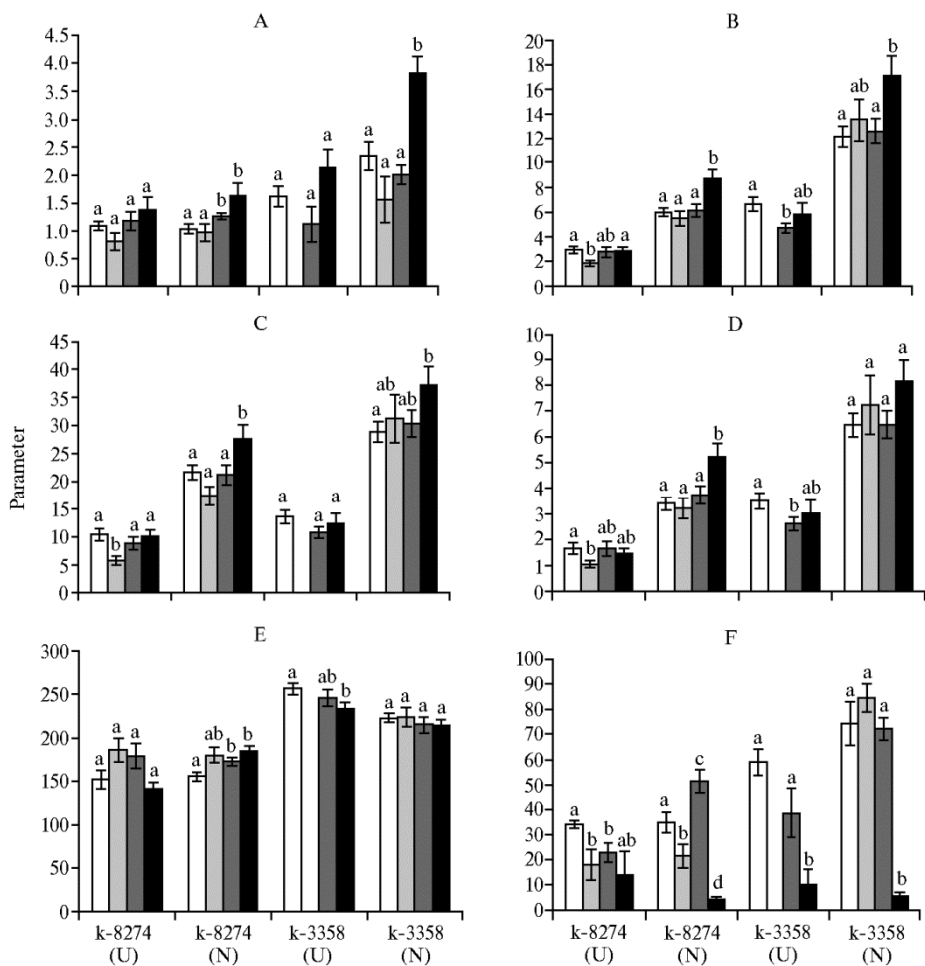 A
4.5
4.0
3.5
3.0
2.5
2.0
1.5
1.0
0.5
0
a a a a
a a b b
a a a
a a a b
B
20
18
16
14
12
10
8
6
4
2
0
a b ab a
a a a b
a b ab
a ab a b
Parameter
C
45
40
35
30
25
20
15
10
5
0
a b a a
a a a b
a a a
a ab ab b
D
10
9
8
7
6
5
4
3
2
1
0
a b ab ab
a a a b
a b ab
a a a a
E
300
250
200
150
100
50
0
a a a a
a ab b b
a ab b
a a a a
k-8274 k-8274 k-3358 k-3358
(U) (N) (U) (N)
F
100
90
80
70
60
50
40
30
20
10
0
a b b ab
a b c d
a a b
a a a b
k-8274 k-8274 k-3358 k-3358
(U) (N) (U) (N)